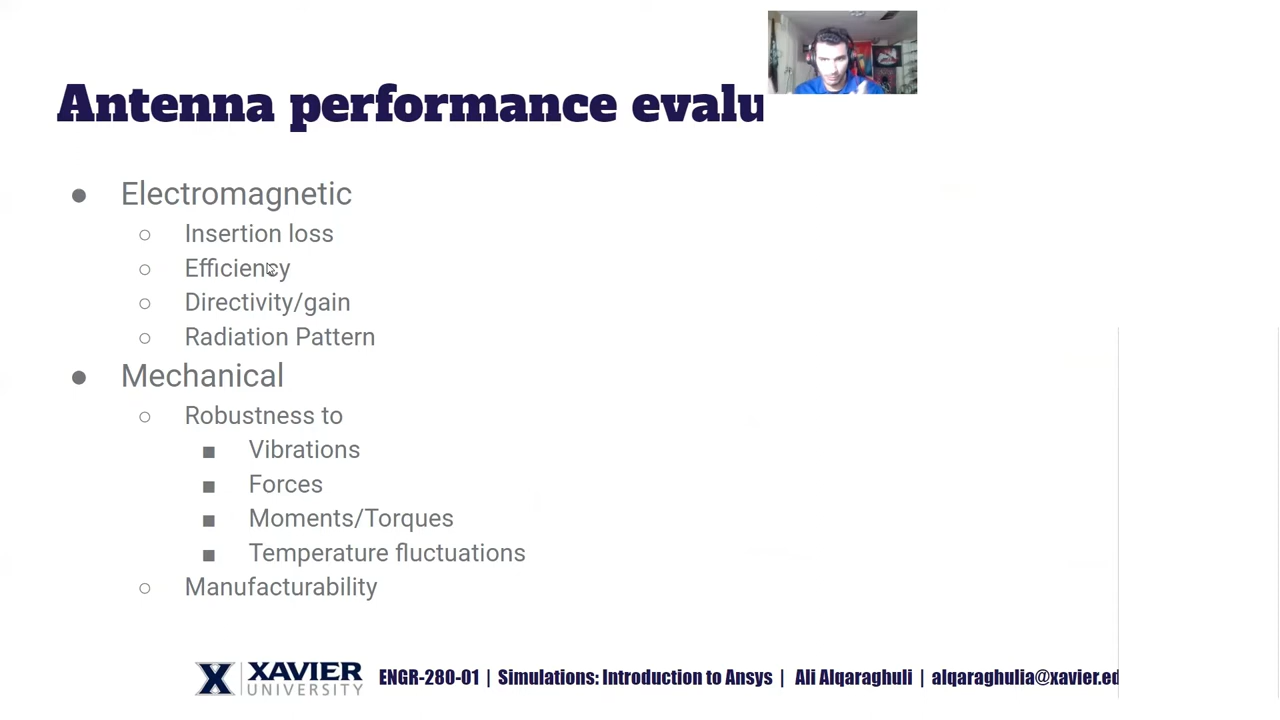 Antenna performance evalu
● Electromagnetic
○ Insertion loss
○ Efficiency
○ Directivity/gain
○ Radiation Pattern
● Mechanical
○ Robustness to
■ Vibrations
■ Forces
■ Moments/Torques
■ Temperature fluctuations
○ Manufacturability
X XAVIER UNIVERSITY ENGR-280-01 | Simulations: Introduction to Ansys | Ali Alqaraghuli | alqaraghulia@xavier.ed